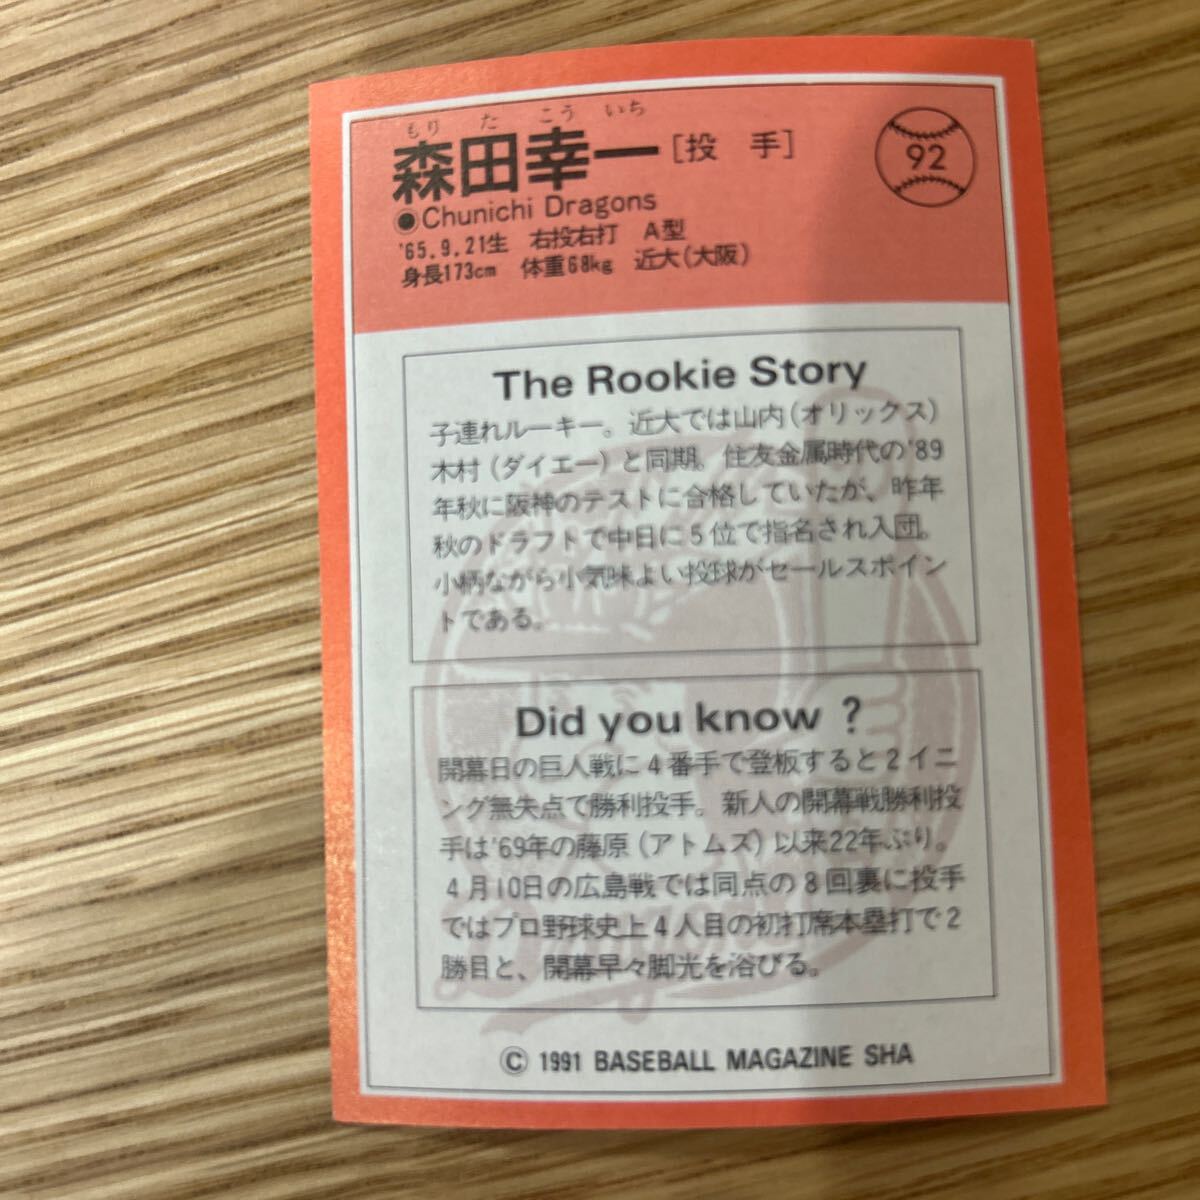 もり た こう いち
森田幸一 [投 手] 92
●Chunichi Dragons
'65.9.21生 右投右打 A型
身長173cm 体重68kg 近大(大阪)
The Rookie Story
子連れルーキー。近大では山内(オリックス)
木村(ダイエー)と同期。住友金属時代の'89
年秋に阪神のテストに合格していたが、昨年
秋のドラフトで中日に5位で指名され入団。
小柄ながら小気味よい投球がセールスポイン
トである。
Did you know ?
開幕日の巨人戦に4番手で登板すると2イニ
ング無失点で勝利投手。新人の開幕戦勝利投
手は'69年の藤原(アトムズ)以来22年ぶり。
4月10日の広島戦では同点の8回裏に投手
ではプロ野球史上4人目の初打席本塁打で2
勝目と、開幕早々脚光を浴びる。
© 1991 BASEBALL MAGAZINE SHA